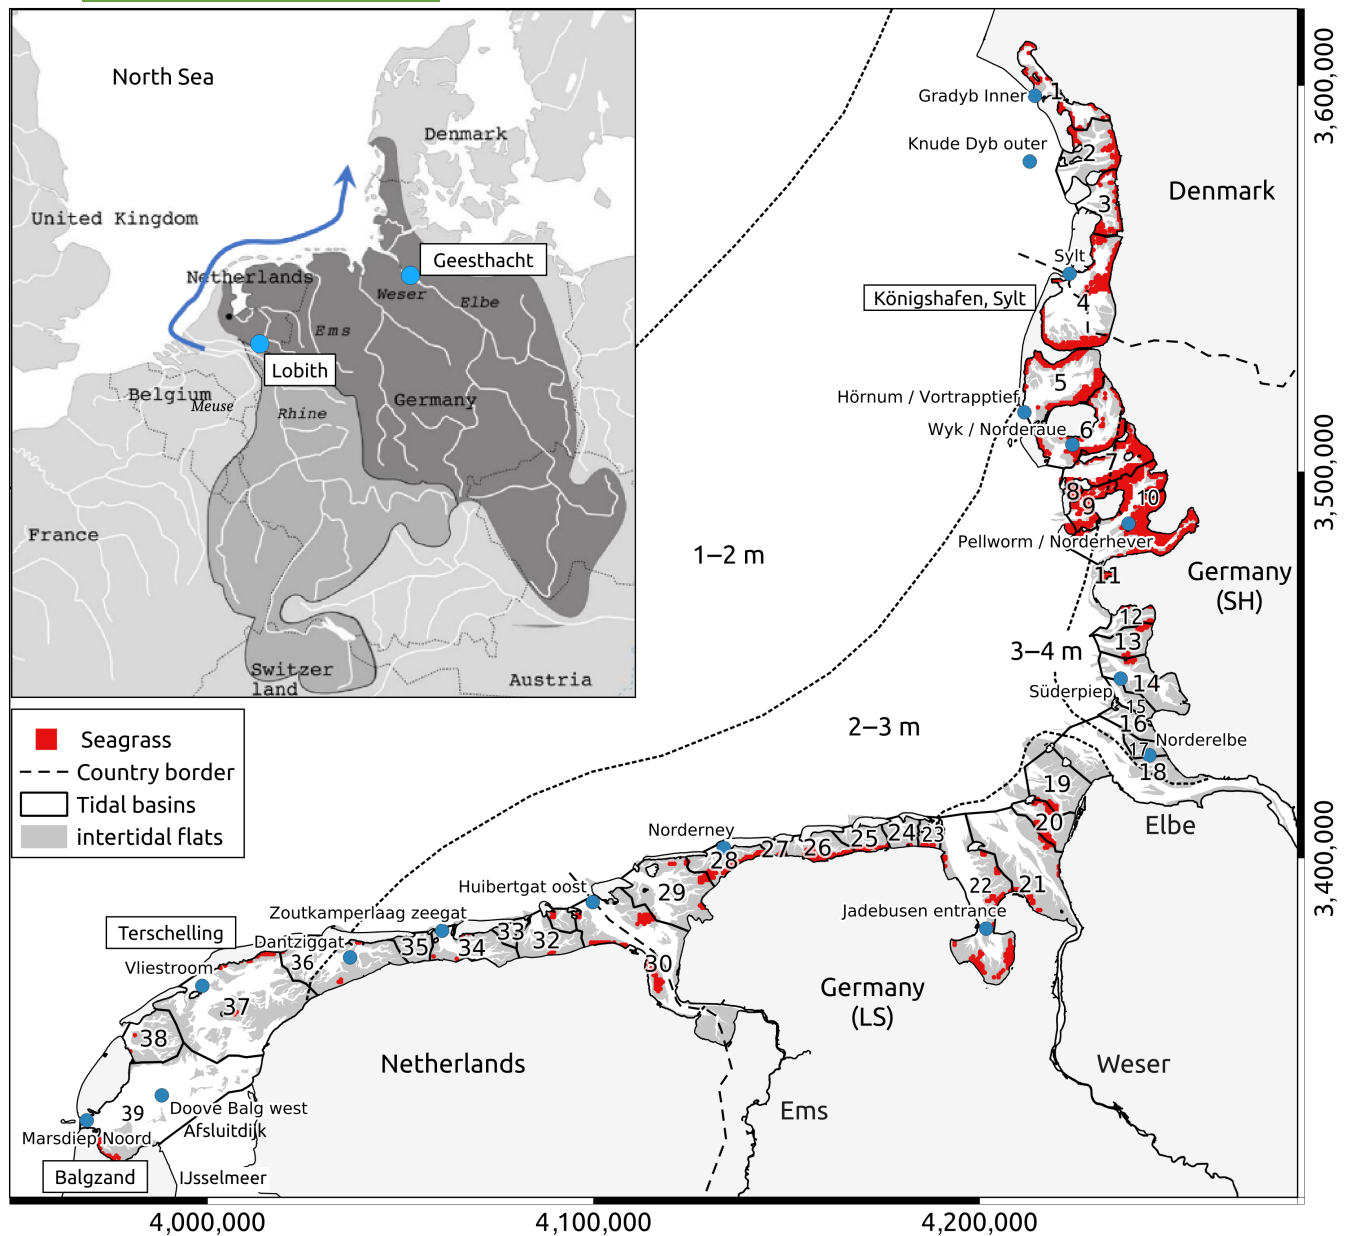 North Sea
Denmark
United Kingdom
Geesthacht
Netherlands
Weser
Elbe
Ems
Lobith
Belgium
Meuse
Rhine
Germany
France
Switzer
land
Austria
Seagrass
Country border
Tidal basins
intertidal flats
Gradyb Inner
1
Knude Dyb outer
2
Denmark
3
Sylt
Königshafen, Sylt
4
5
Hörnum / Vortrapptief
Wyk / Norderaue
6
7
8
9
10
Pellworm / Norderhever
1–2 m
11
Germany
(SH)
12
13
3–4 m
14
Süderpiep
15
16
2–3 m
17
Norderelbe
18
19
20
Elbe
Norderney
28
27
26
25
24
23
22
21
29
Huibertgat oost
Jadebusen entrance
Zoutkamperlaag zeegat
Terschelling
Dantziggat
36
35
34
33
32
30
Vliestroom
37
38
Germany
(LS)
Netherlands
Weser
39
Doove Balg west
Afsluitdijk
Marsdiep Noord
Balgzand
IJsselmeer
Ems
3,600,000
3,500,000
3,400,000
4,000,000
4,100,000
4,200,000